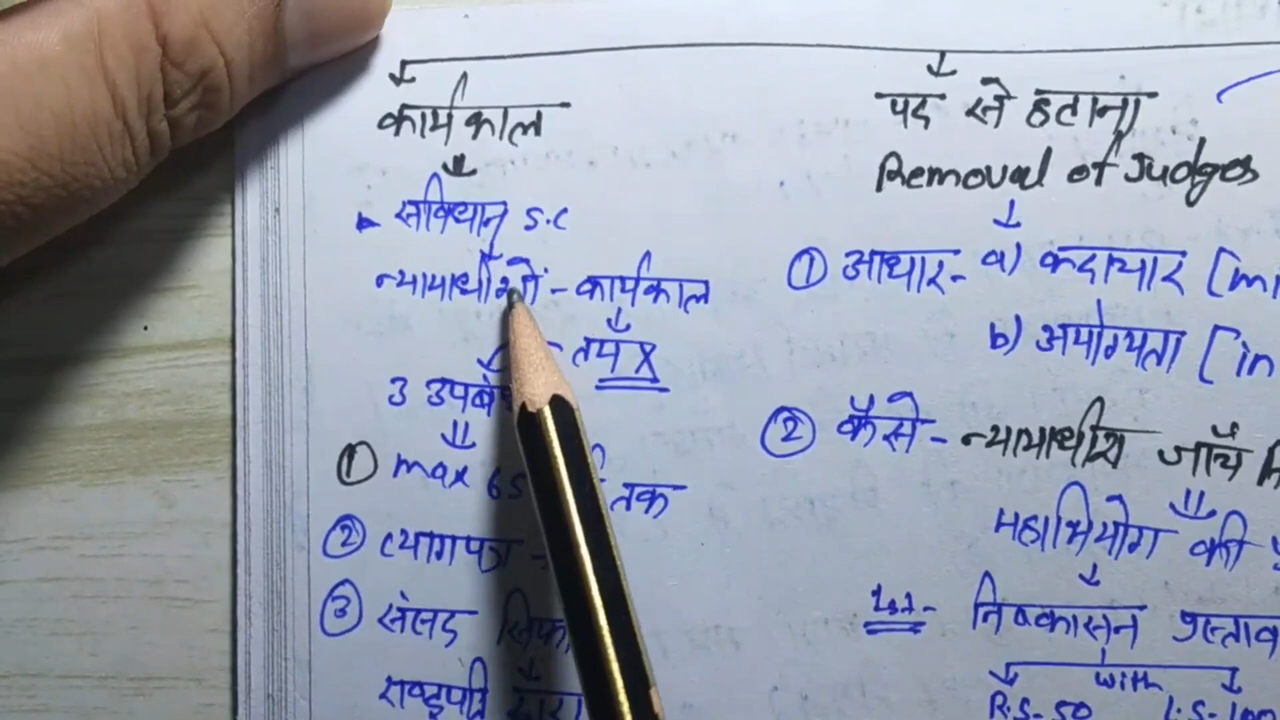 कार्यकाल
संविधान S.C
न्यायाधीशों - कार्यकाल
तय X
3
① max 65 तक
② त्यागपत्र -
③ संसद
राष्ट्रपति द्वारा
पद से हटाना
Removal of Judges
① आधार - a) कदाचार [mi
b) अयोग्यता [in
② कैसे - न्यायाधीश जाँच
महाभियोग की
1st - निष्कासन प्रस्ताव
with
R.S- 50 L.S- 100